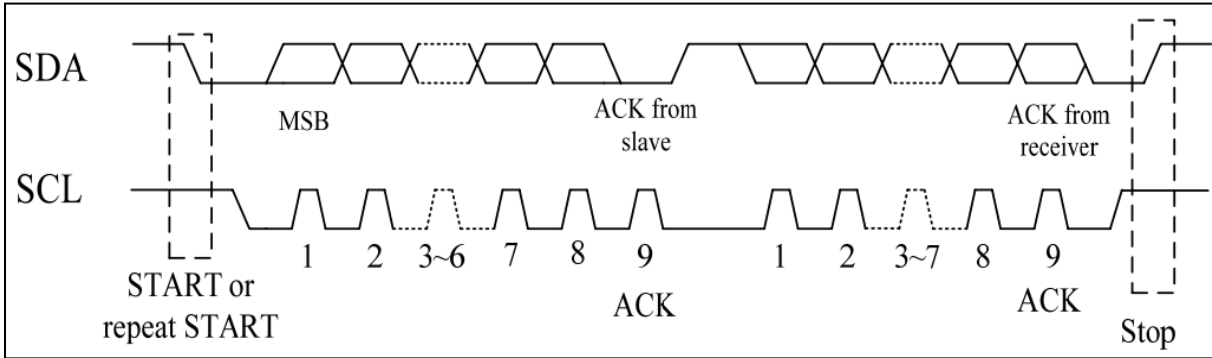 SDA
MSB
ACK from
slave
ACK from
receiver
SCL
1 2 3~6 7 8 9 1 2 3~7 8 9
START or
repeat START
ACK
ACK
Stop